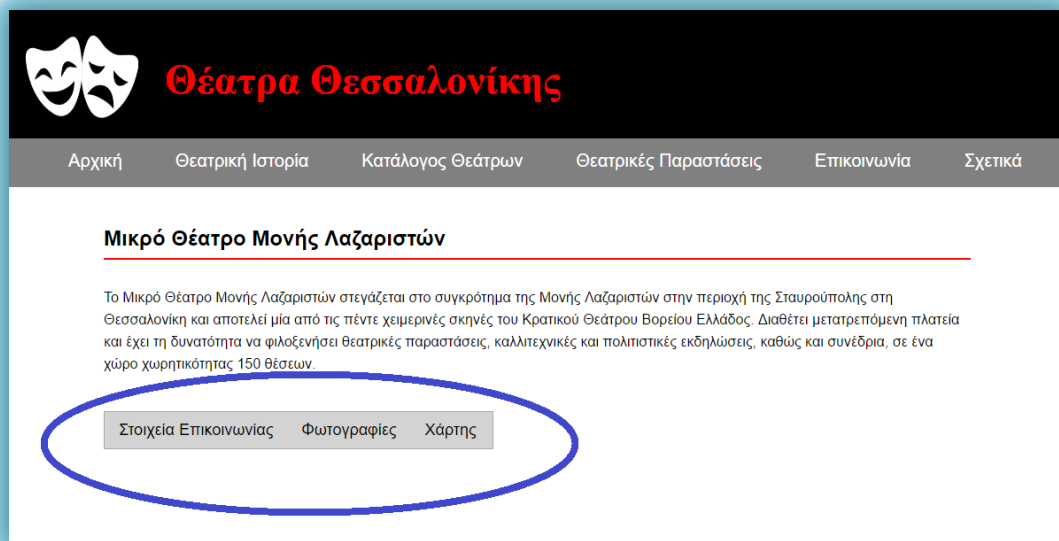 Θέατρα Θεσσαλονίκης
Αρχική Θεατρική Ιστορία Κατάλογος Θεάτρων Θεατρικές Παραστάσεις Επικοινωνία Σχετικά
Μικρό Θέατρο Μονής Λαζαριστών
Το Μικρό Θέατρο Μονής Λαζαριστών στεγάζεται στο συγκρότημα της Μονής Λαζαριστών στην περιοχή της Σταυρούπολης στη
Θεσσαλονίκη και αποτελεί μία από τις πέντε χειμερινές σκηνές του Κρατικού Θεάτρου Βορείου Ελλάδος. Διαθέτει μετατρεπόμενη πλατεία
και έχει τη δυνατότητα να φιλοξενήσει θεατρικές παραστάσεις, καλλιτεχνικές και πολιτιστικές εκδηλώσεις, καθώς και συνέδρια, σε ένα
χώρο χωρητικότητας 150 θέσεων.
Στοιχεία Επικοινωνίας Φωτογραφίες Χάρτης